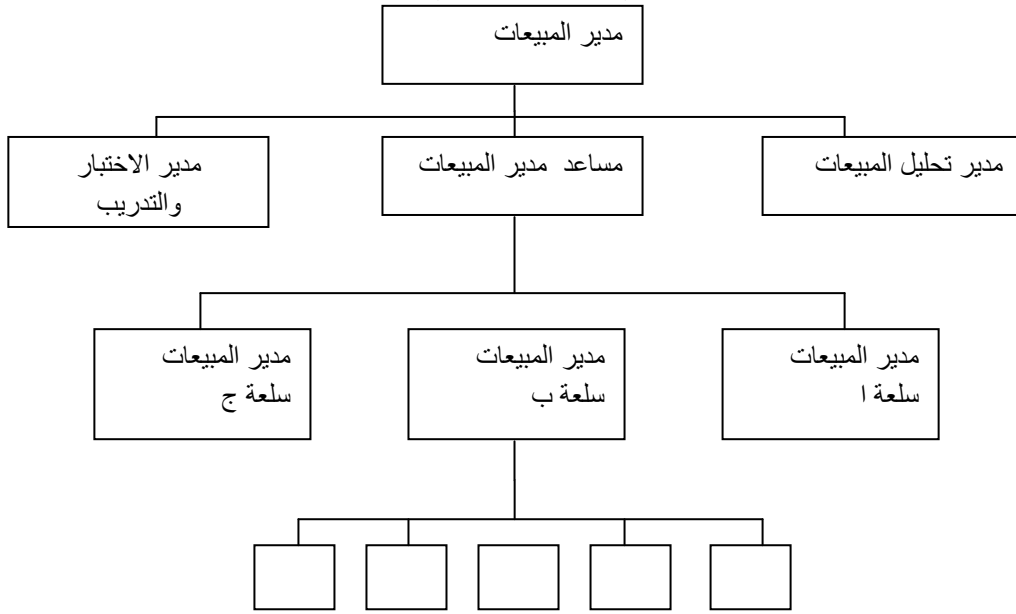 مدير المبيعات
مدير تحليل المبيعات
مساعد مدير المبيعات
مدير الاختبار
والتدريب
مدير المبيعات
سلعة ا
مدير المبيعات
سلعة ب
مدير المبيعات
سلعة ج